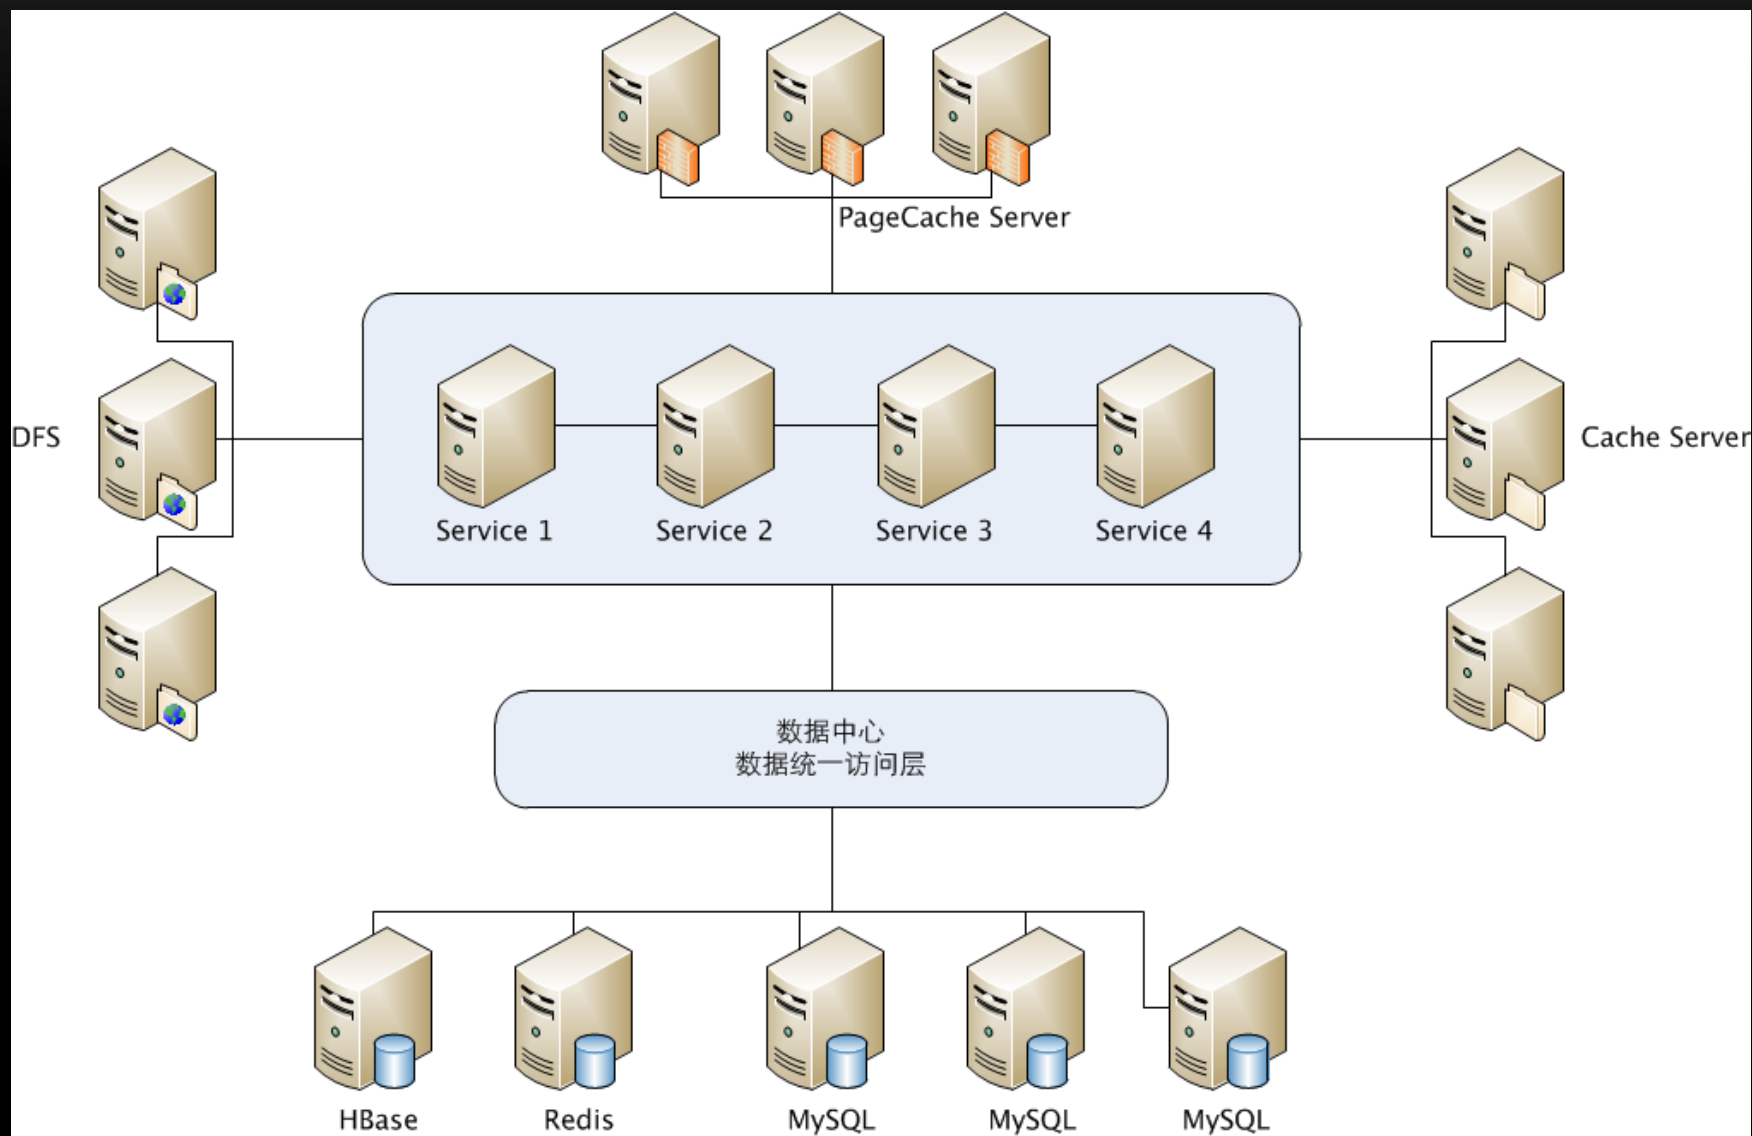 PageCache Server
DFS
Cache Server
Service 1
Service 2
Service 3
Service 4
数据中心
数据统一访问层
HBase
Redis
MySQL
MySQL
MySQL